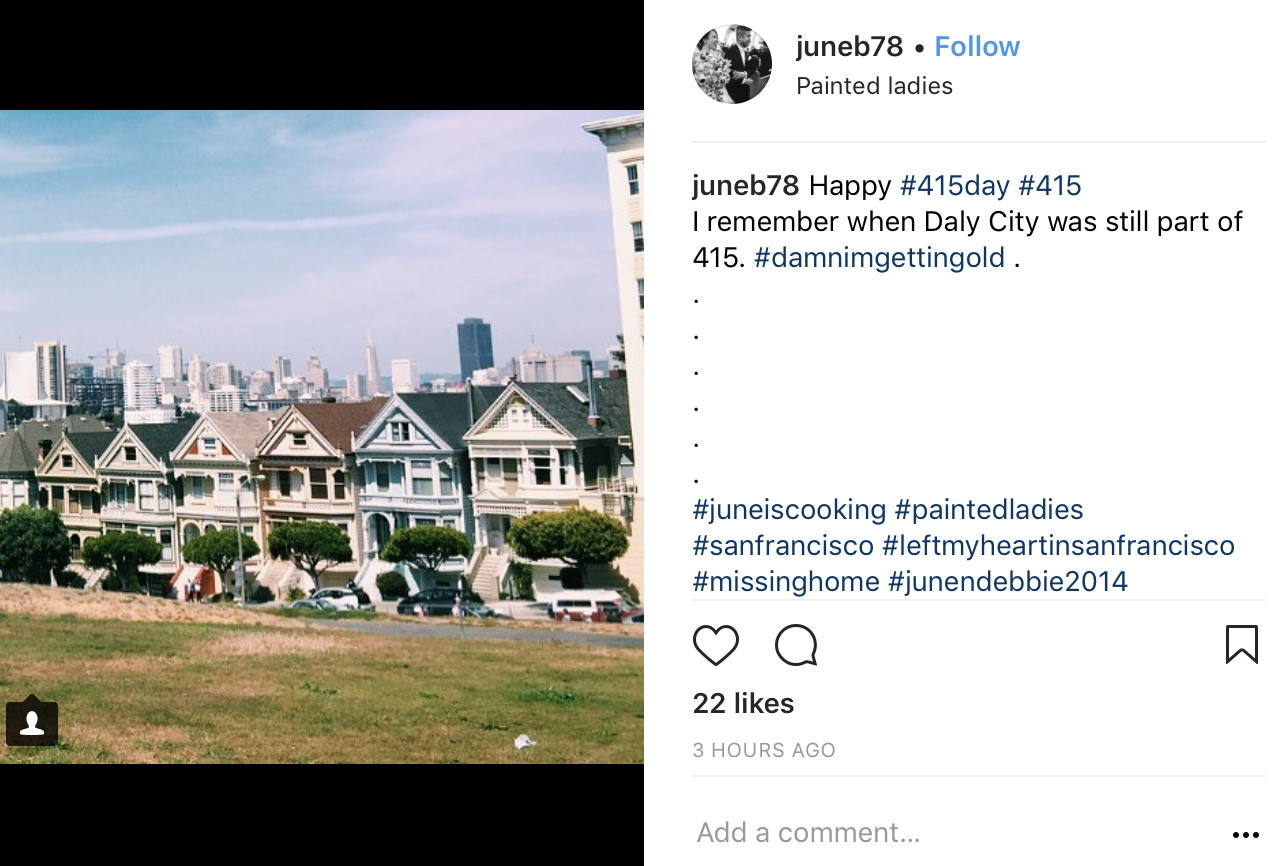 juneb78 • Follow
Painted ladies
juneb78 Happy #415day #415
I remember when Daly City was still part of
415. #damnimgettingold .
.
.
.
.
.
.
#juneiscooking #paintedladies
#sanfrancisco #leftmyheartinsanfrancisco
#missinghome #junendebbie2014
22 likes
3 HOURS AGO
Add a comment...